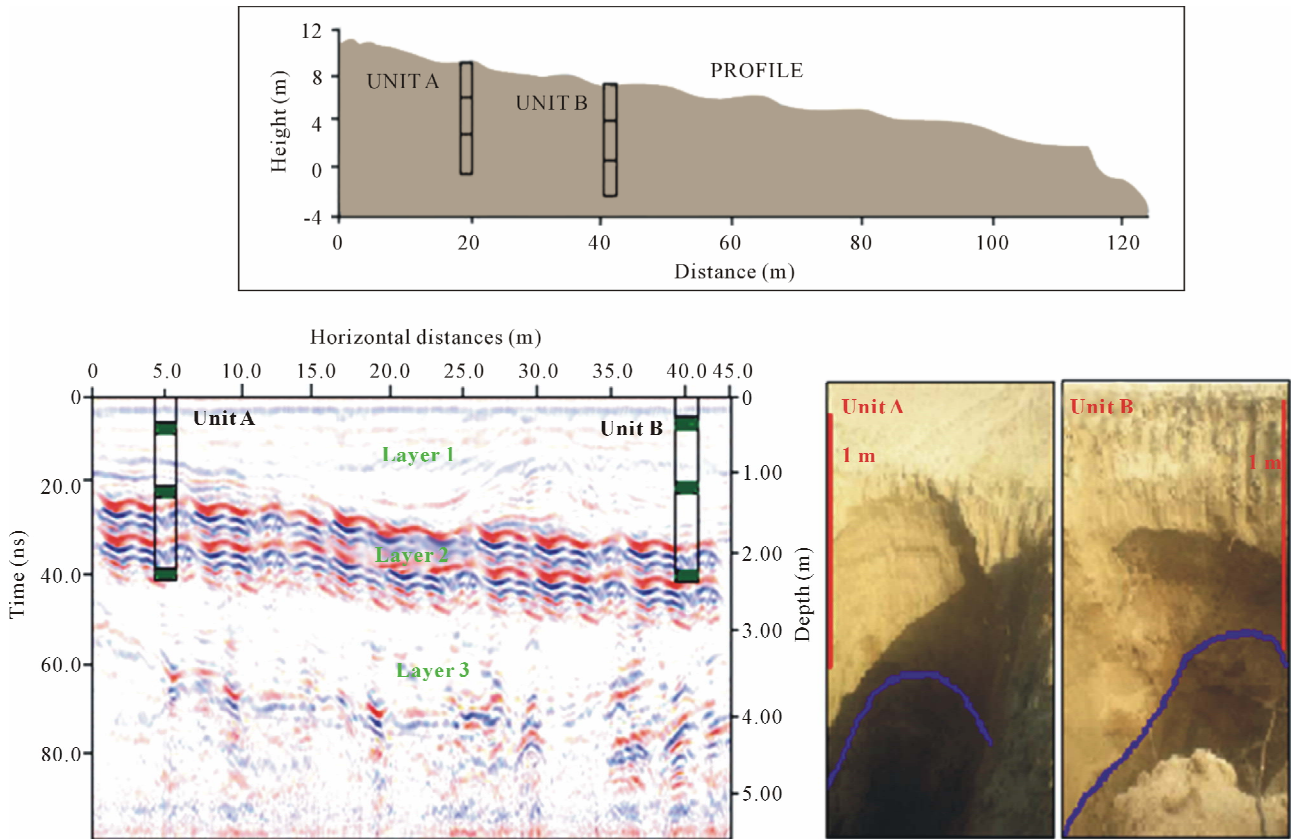 12
8
4
0
-4
Height (m)
UNIT A
UNIT B
PROFILE
0 20 40 60 80 100 120
Distance (m)
Horizontal distances (m)
0 5.0 10.0 15.0 20.0 25.0 30.0 35.0 40.0 45.0
0
20.0
40.0
60.0
80.0
Time (ns)
Unit A
Unit B
Layer 1
Layer 2
Layer 3
0
1.00
2.00
3.00
4.00
5.00
Depth (m)
Unit A
1 m
Unit B
1 m